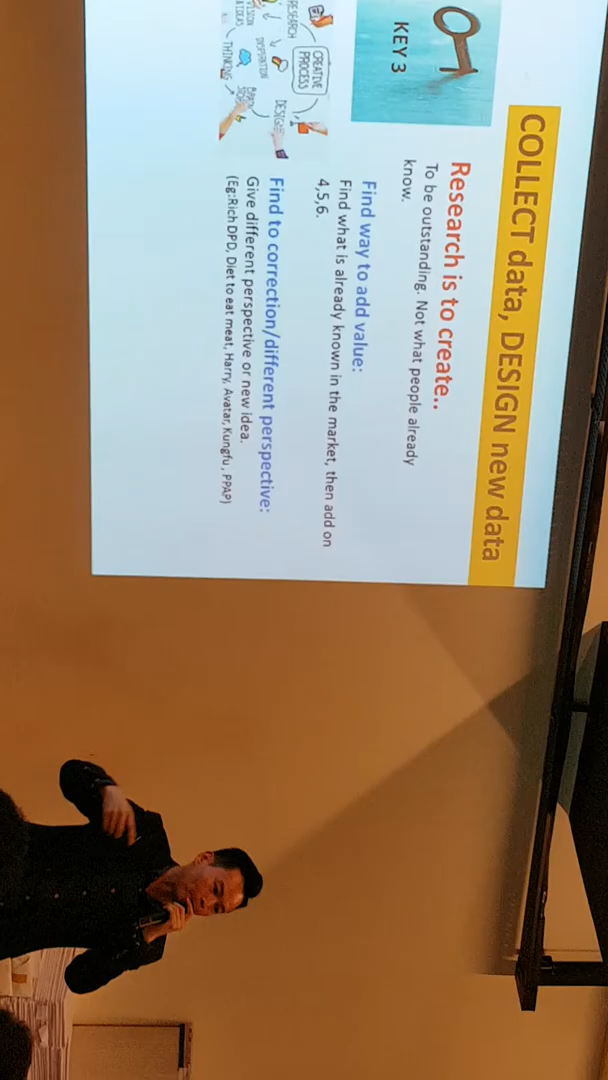 COLLECT data, DESIGN new data
KEY 3
Research is to create..
To be outstanding. Not what people already
know.
Find way to add value:
Find what is already known in the market, then add on
4,5,6.
Find to correction/different perspective:
Give different perspective or new idea.
(Eg:Rich DPD, Diet to eat meat, Harry, Avatar, Kungfu, PPAP)
CREATIVE
PROCESS
RESEARCH
INSPIRATION
DESIGN
VISION
IDEAS
THINKING